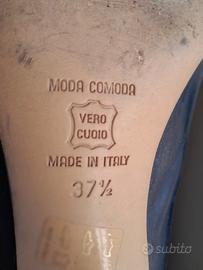 MODA COMODA
VERO
CUOIO
MADE IN ITALY
37½
subito